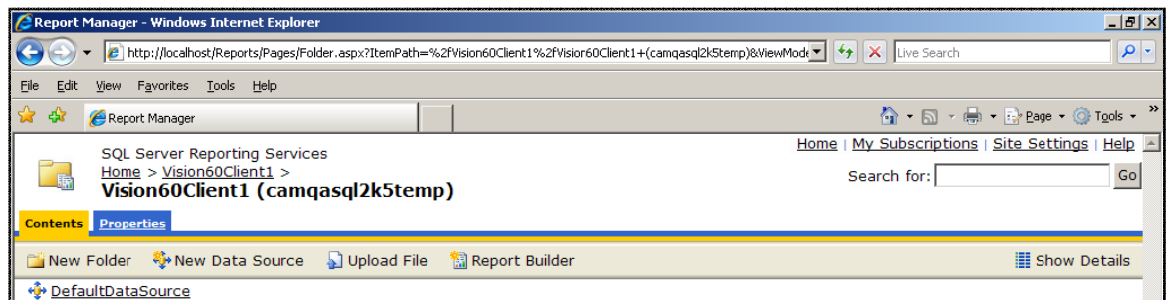 Report Manager - Windows Internet Explorer
http://localhost/Reports/Pages/Folder.aspx?ItemPath=%2fVision60Client1%2fVision60Client1+(camqasql2k5temp)&ViewMode
Live Search
File Edit View Favorites Tools Help
Report Manager
Page Tools
Home | My Subscriptions | Site Settings | Help
SQL Server Reporting Services
Home > Vision60Client1 >
Vision60Client1 (camqasql2k5temp)
Search for: Go
Contents Properties
New Folder New Data Source Upload File Report Builder Show Details
DefaultDataSource